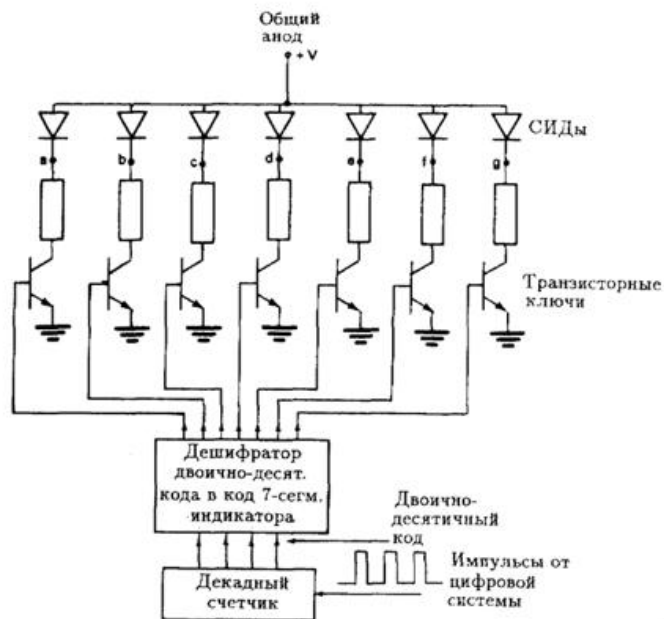 Общий
анод
+V
СИДы
a b c d e f g
Транзисторные
ключи
Дешифратор
двоично-десят.
кода в код 7-сегм.
индикатора
Двоично-
десятичный
код
Декадный
счетчик
Импульсы от
цифровой
системы